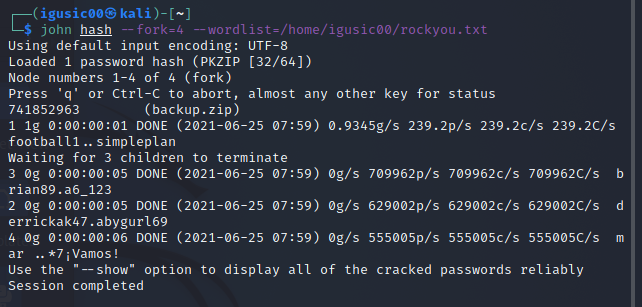 ┌──(igusic00㉿kali)-[~]
└─$ john hash --fork=4 --wordlist=/home/igusic00/rockyou.txt
Using default input encoding: UTF-8
Loaded 1 password hash (PKZIP [32/64])
Node numbers 1-4 of 4 (fork)
Press 'q' or Ctrl-C to abort, almost any other key for status
741852963        (backup.zip)
1 1g 0:00:00:01 DONE (2021-06-25 07:59) 0.9345g/s 239.2p/s 239.2c/s 239.2C/s
football1..simpleplan
Waiting for 3 children to terminate
3 0g 0:00:00:05 DONE (2021-06-25 07:59) 0g/s 709962p/s 709962c/s 709962C/s  b
rian89.a6_123
2 0g 0:00:00:05 DONE (2021-06-25 07:59) 0g/s 629002p/s 629002c/s 629002C/s  d
errickak47.abygurl69
4 0g 0:00:00:06 DONE (2021-06-25 07:59) 0g/s 555005p/s 555005c/s 555005C/s  m
ar ..*7¡Vamos!
Use the "--show" option to display all of the cracked passwords reliably
Session completed